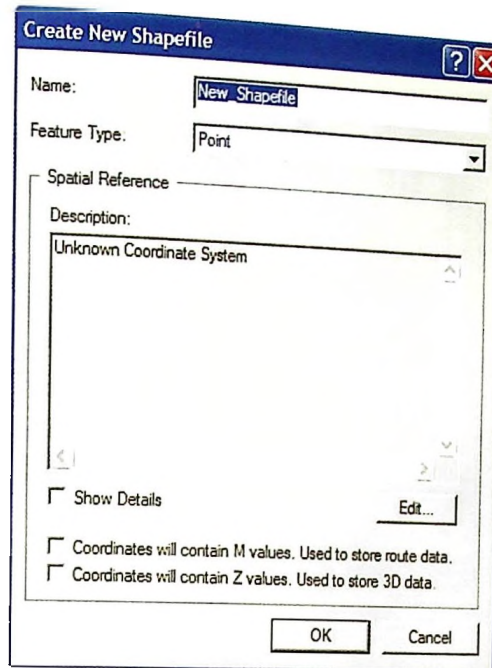 Create New Shapefile
Name:
New_Shapefile
Feature Type:
Point
Spatial Reference
Description:
Unknown Coordinate System
Show Details
Edit...
Coordinates will contain M values. Used to store route data.
Coordinates will contain Z values. Used to store 3D data.
OK
Cancel